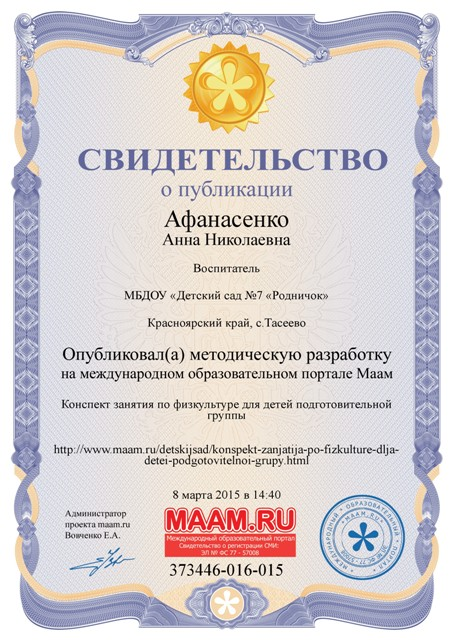 СВИДЕТЕЛЬСТВО
о публикации
Афанасенко
Анна Николаевна
Воспитатель
МБДОУ «Детский сад №7 «Родничок»
Красноярский край, с.Тасеево
Опубликовал(а) методическую разработку
на международном образовательном портале Маам
Конспект занятия по физкультуре для детей подготовительной
группы
http://www.maam.ru/detskijsad/konspekt-zanjatija-po-fizkulture-dlja-
detei-podgotovitelnoi-grupy.html
8 марта 2015 в 14:40
Администратор
проекта maam.ru
Вовченко Е.А.
MAAM.RU
Международный образовательный портал
Свидетельство о регистрации СМИ:
ЭЛ № ФС 77 - 57008
373446-016-015
МЕЖДУНАРОДНЫЙ ОБРАЗОВАТЕЛЬНЫЙ ПОРТАЛ
"MAAM.RU"